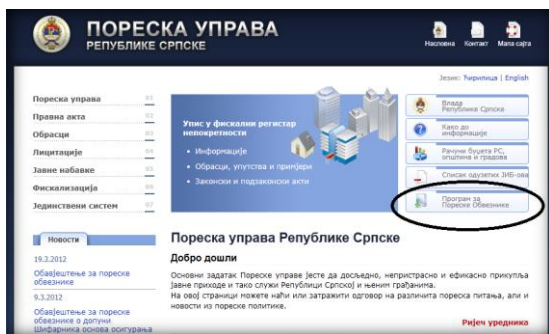 ПОРЕСКА УПРАВА
РЕПУБЛИКЕ СРПСКЕ
Насловна Контакт Мапа сајта
Језик: Ћирилица | English
Пореска управа 01
Правна акта 02
Обрасци 03
Лицитације 04
Јавне набавке 05
Фискализација 06
Јединствени систем 07
Упис у фискални регистар
непокретности
• Информације
• Обрасци, упутства и примјери
• Законски и подзаконски акти
Влада
Републике Српске
Како до
информације
Рачуни буџета РС,
општина и градова
Списак одузетих ЈИБ-ова
Програм за
Пореске Обвезнике
Новости
19.3.2012
Обавјештење за пореске
обвезнике
9.3.2012
Обавјештење за пореске
обвезнике о допуни
Шифарника основа осигурања
Пореска управа Републике Српске
Добро дошли
Основни задатак Пореске управе јесте да досљедно, непристрасно и ефикасно прикупља
јавне приходе и тако служи Републици Српској и њеним грађанима.
На овој страници можете наћи или затражити одговор на различита пореска питања, али и
новости из пореске политике.
Ријеч уредника